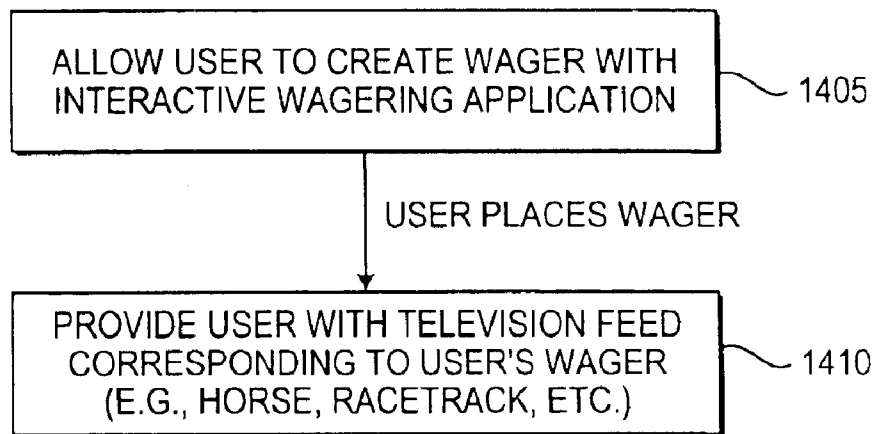 ALLOW USER TO CREATE WAGER WITH
INTERACTIVE WAGERING APPLICATION
1405
USER PLACES WAGER
PROVIDE USER WITH TELEVISION FEED
CORRESPONDING TO USER'S WAGER
(E.G., HORSE, RACETRACK, ETC.)
1410